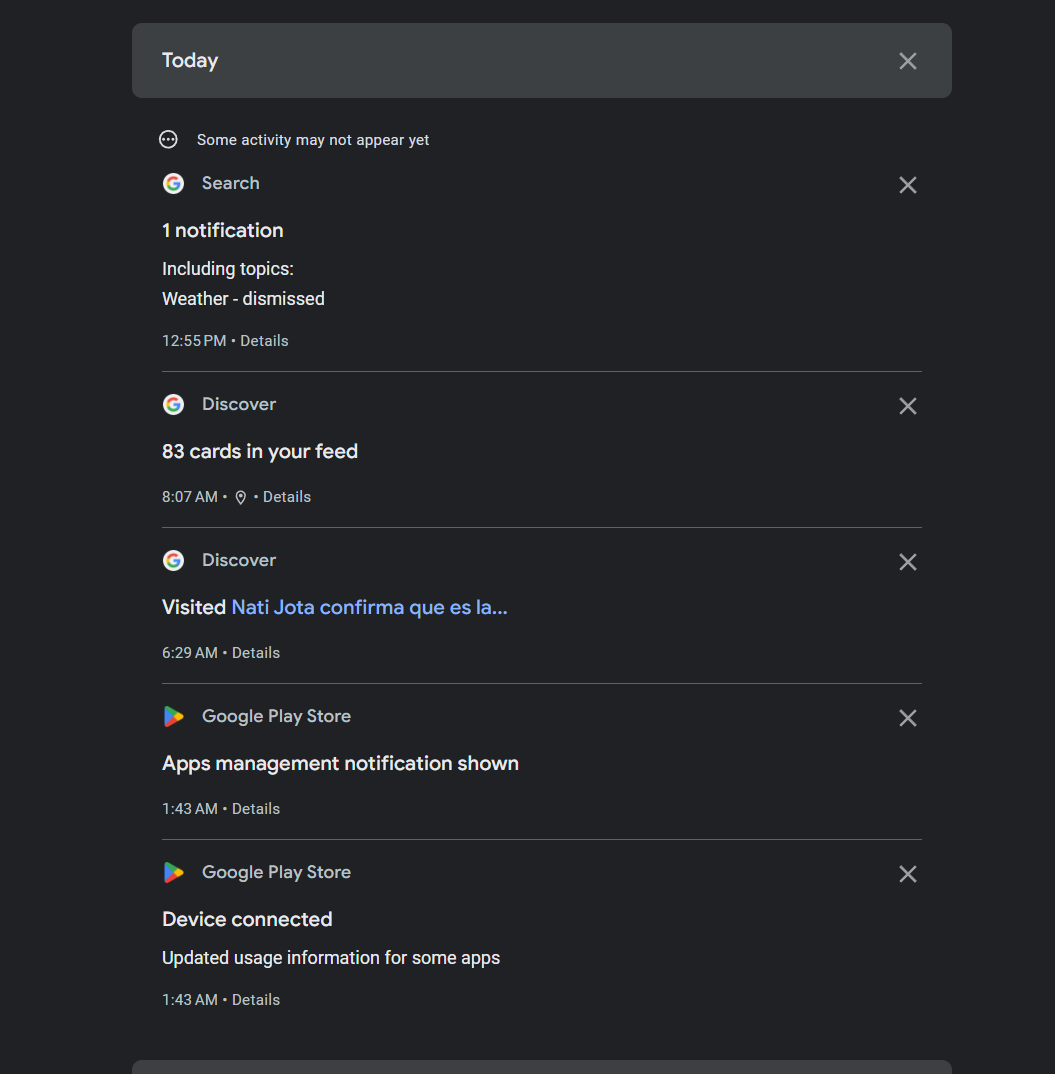 Today
Some activity may not appear yet
Search
1 notification
Including topics:
Weather - dismissed
12:55 PM • Details
Discover
83 cards in your feed
8:07 AM • • Details
Discover
Visited Nati Jota confirma que es la...
6:29 AM • Details
Google Play Store
Apps management notification shown
1:43 AM • Details
Google Play Store
Device connected
Updated usage information for some apps
1:43 AM • Details